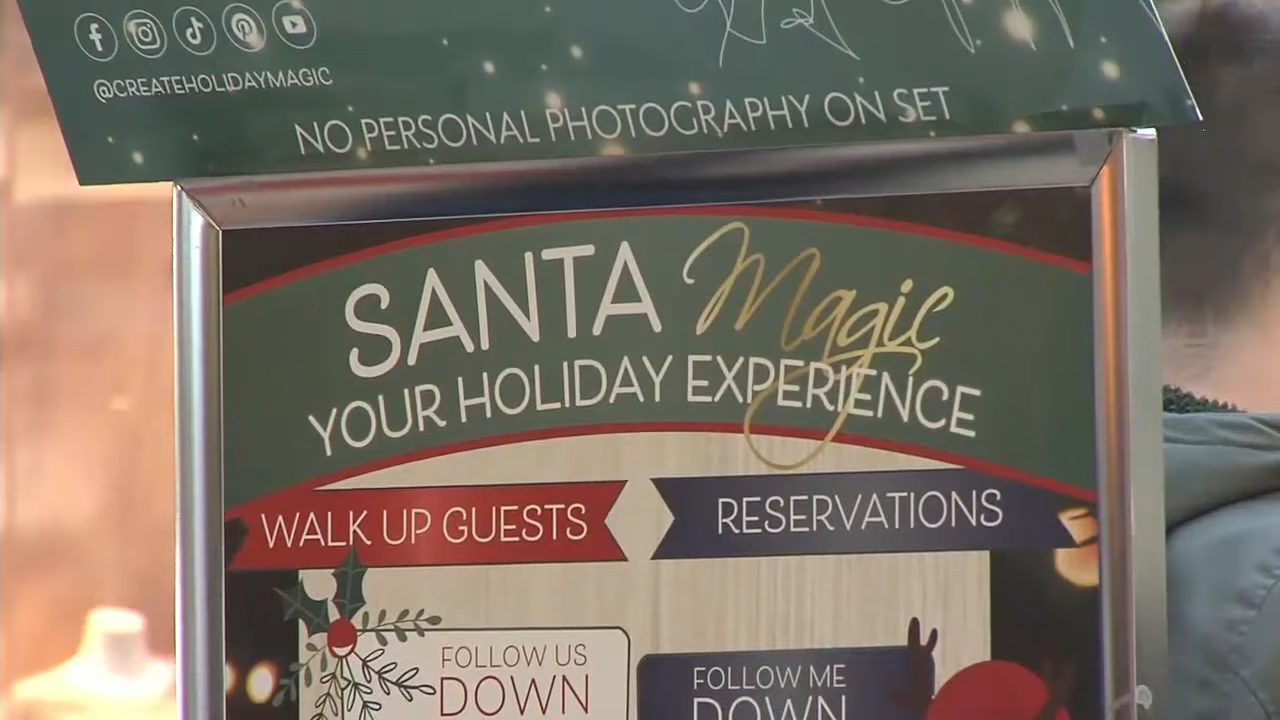 @CREATEHOLIDAYMAGIC
NO PERSONAL PHOTOGRAPHY ON SET
SANTA Magic
YOUR HOLIDAY EXPERIENCE
WALK UP GUESTS
RESERVATIONS
FOLLOW US
DOWN
FOLLOW ME
DOWN